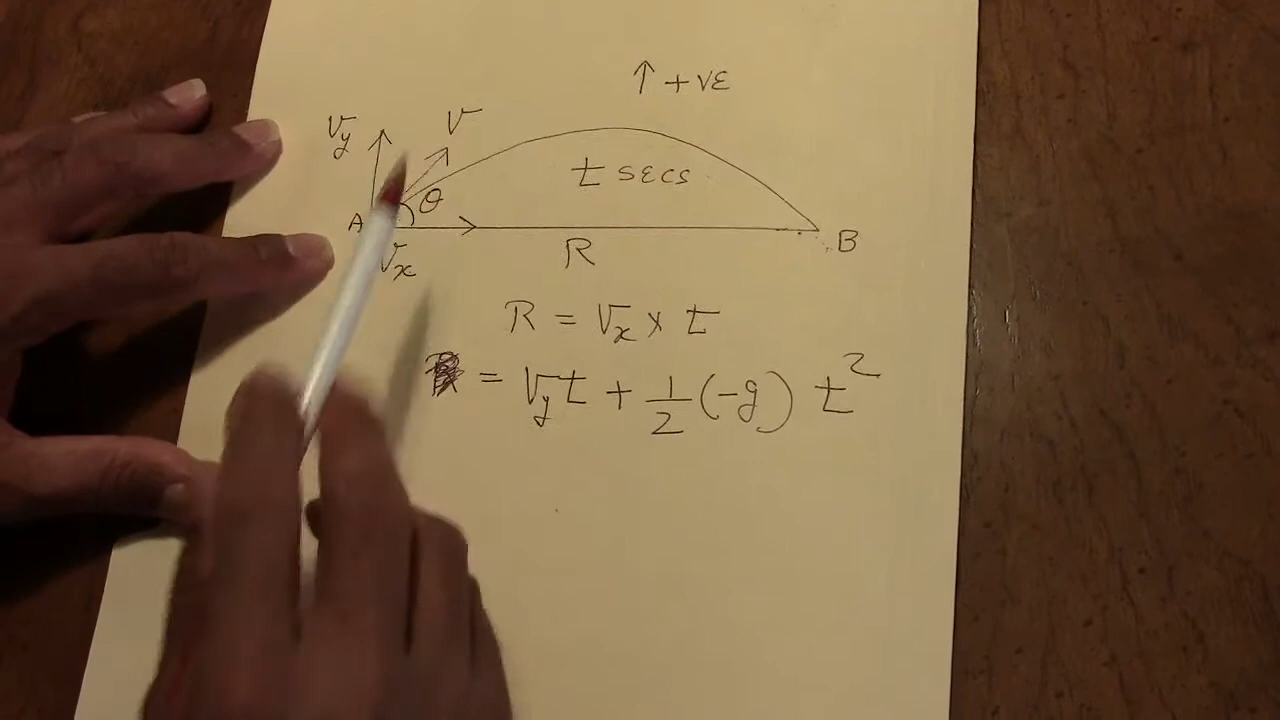 ↑ +VE
Vy V
t secs
A θ
Vx R B
R = Vx × t
= Vy t + 1/2 (-g) t²